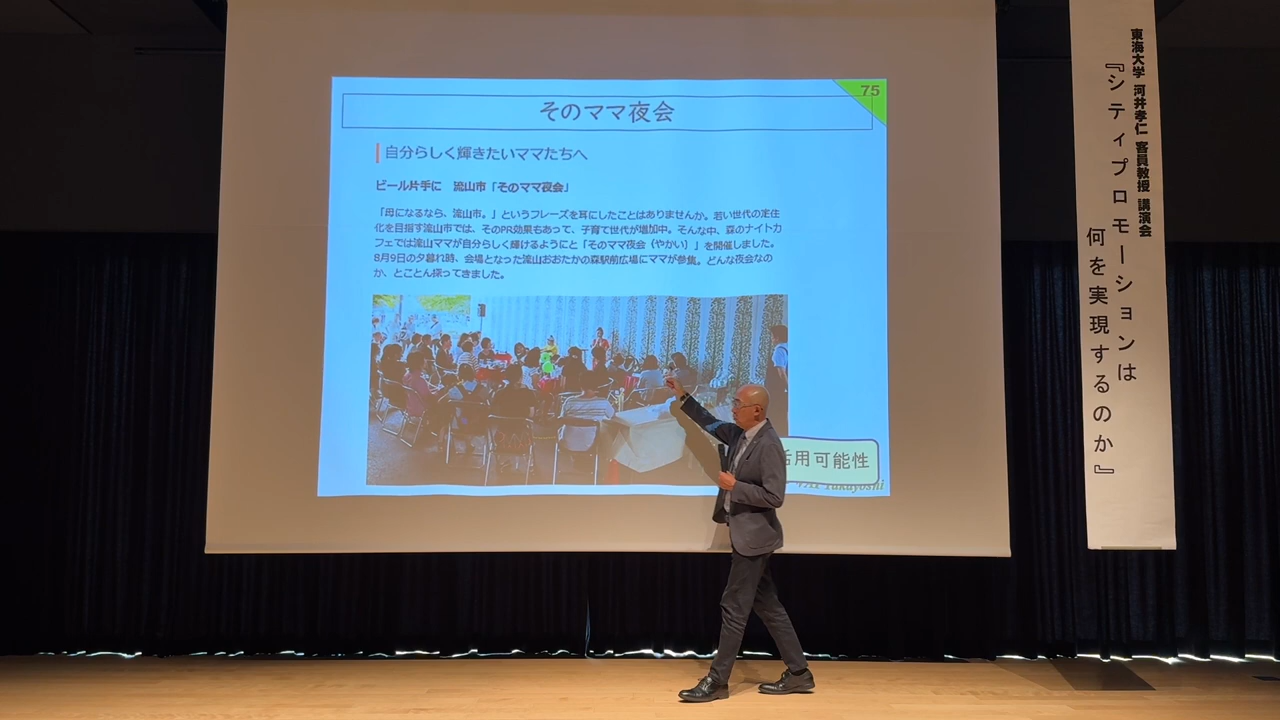 75
そのママ夜会
自分らしく輝きたいママたちへ
ビール片手に 流山市「そのママ夜会」
「母になるなら、流山市。」というフレーズを耳にしたことはありませんか。若い世代の定住
化を目指す流山市では、そのPR効果もあって、子育て世代が増加中。そんな中、森のナイトカ
フェでは流山ママが自分らしく輝けるようにと「そのママ夜会（やかい）」を開催しました。
8月9日の夕暮れ時、会場となった流山おおたかの森駅前広場にママが参集。どんな夜会なの
か、とことん探ってきました。
活用可能性
Takayoshi
東海大学 河井孝仁 客員教授 講演会
『シティプロモーションは
何を実現するのか』